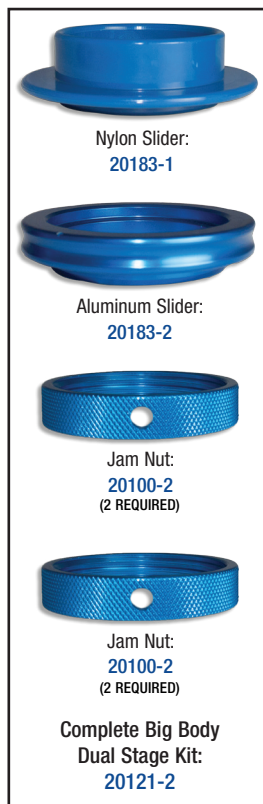 Nylon Slider:
20183-1
Aluminum Slider:
20183-2
Jam Nut:
20100-2
(2 REQUIRED)
Jam Nut:
20100-2
(2 REQUIRED)
Complete Big Body
Dual Stage Kit:
20121-2